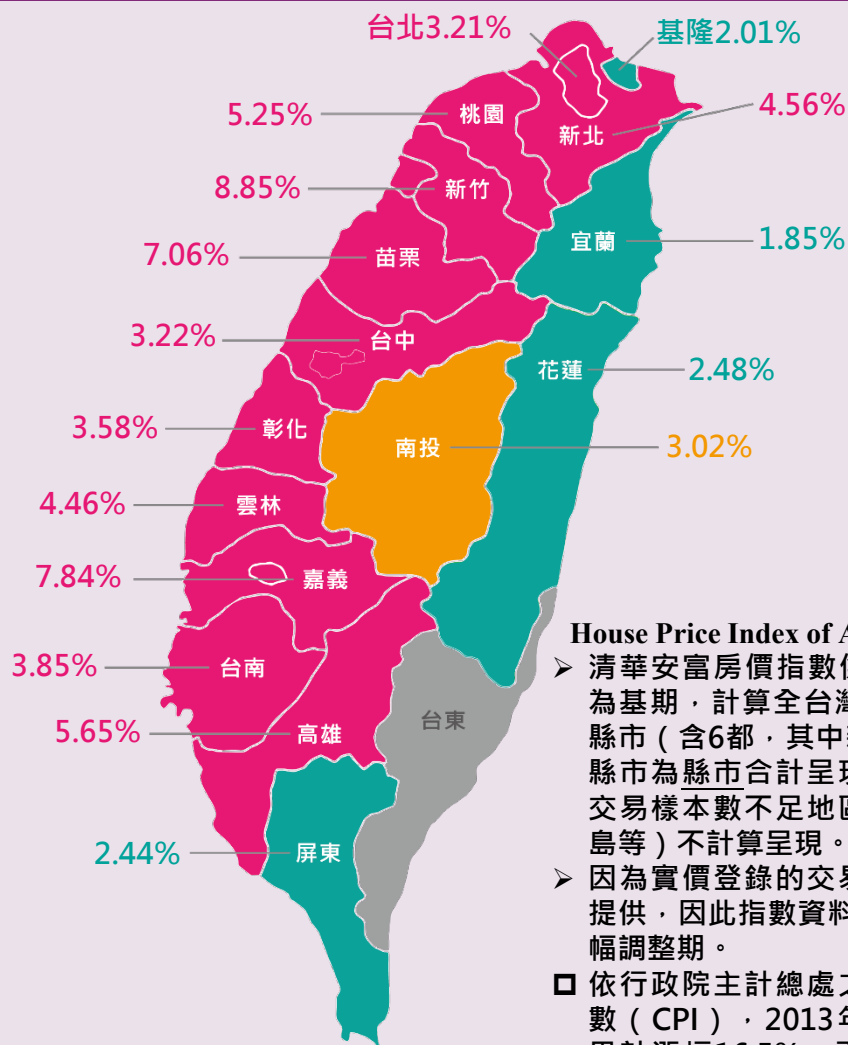 台北3.21%
基隆2.01%
桃園
5.25%
新北
4.56%
新竹
8.85%
宜蘭
1.85%
苗栗
7.06%
台中
3.22%
花蓮
2.48%
彰化
3.58%
南投
3.02%
雲林
4.46%
嘉義
7.84%
台南
3.85%
高雄
5.65%
台東
屏東
2.44%
House Price Index of
➢ 清華安富房價指數
為基期，計算全台灣
縣市（含6都，其中
縣市為縣市合計呈現
交易樣本數不足地區
島等）不計算呈現。
➢ 因為實價登錄的交易
提供，因此指數資料
幅調整期。
□ 依行政院主計總處之
數（CPI），2013年